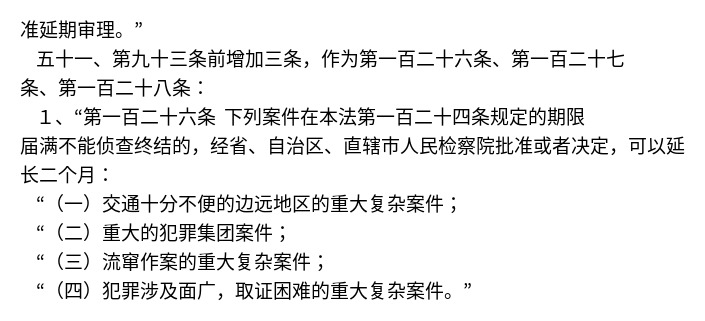 准延期审理。”
五十一、第九十三条前增加三条，作为第一百二十六条、第一百二十七
条、第一百二十八条：
１、“第一百二十六条 下列案件在本法第一百二十四条规定的期限
届满不能侦查终结的，经省、自治区、直辖市人民检察院批准或者决定，可以延
长二个月：
“（一）交通十分不便的边远地区的重大复杂案件；
“（二）重大的犯罪集团案件；
“（三）流窜作案的重大复杂案件；
“（四）犯罪涉及面广，取证困难的重大复杂案件。”